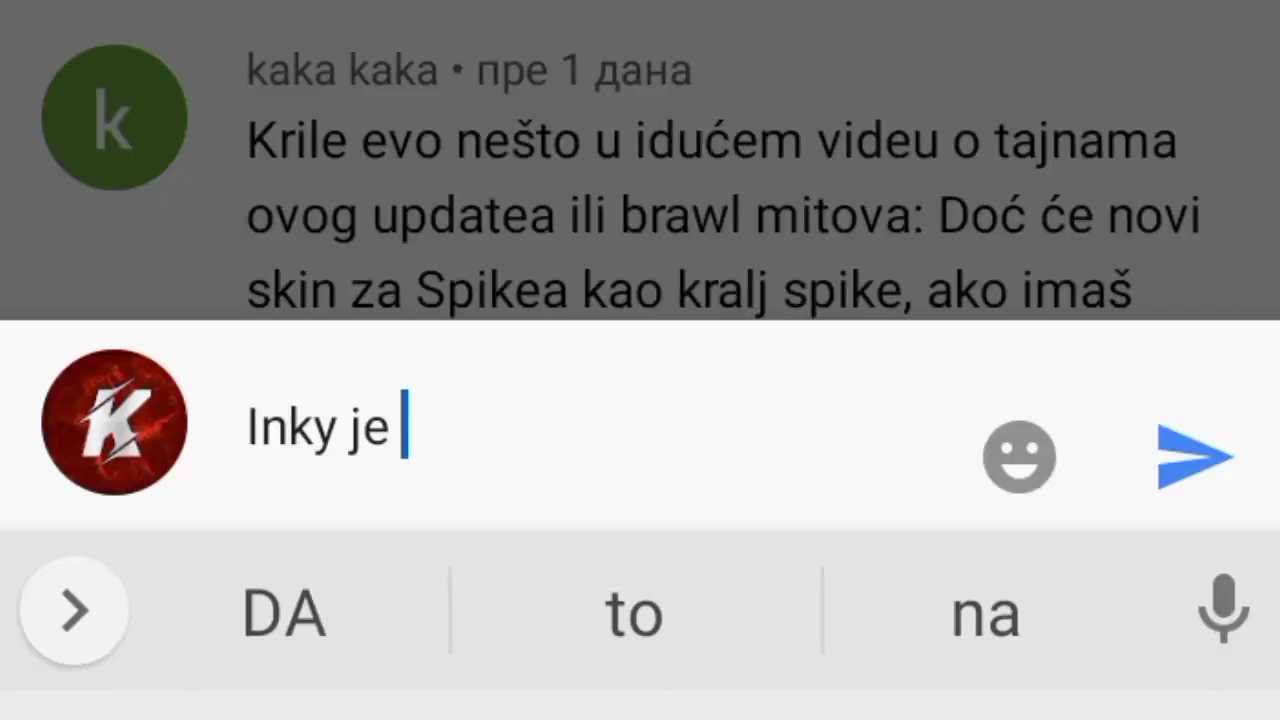 k
kaka kaka • пре 1 дана
Krile evo nešto u idućem videu o tajnama
ovog updatea ili brawl mitova: Doć će novi
skin za Spikea kao kralj spike, ako imaš
K
Inky je
DA to na